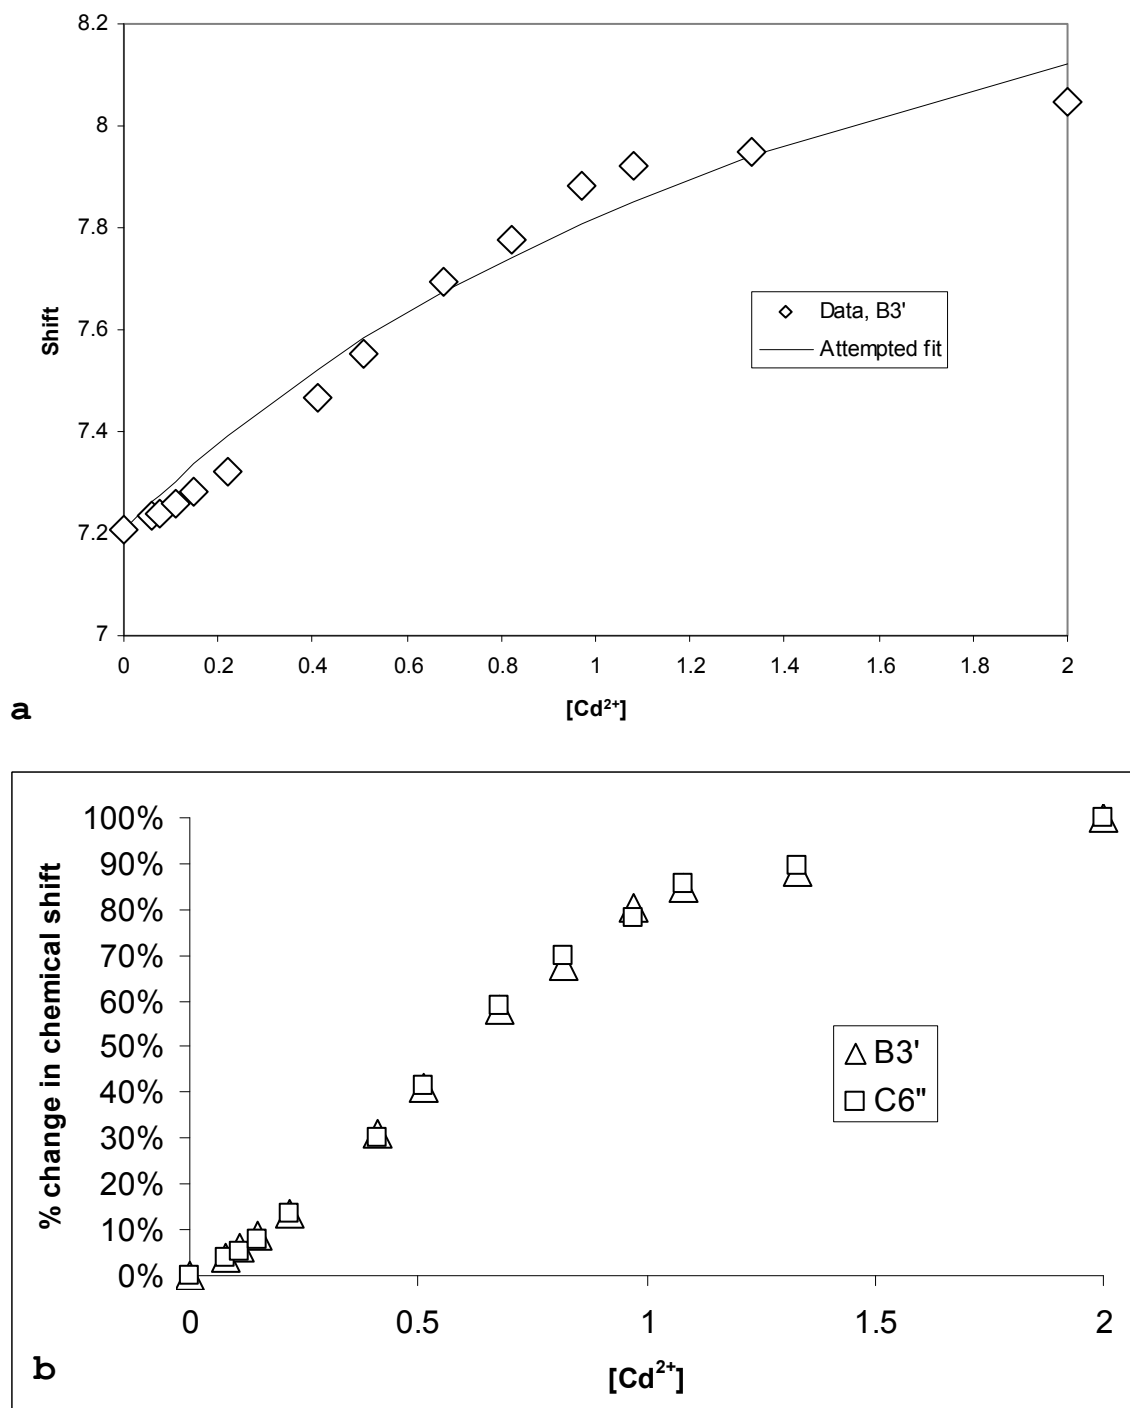 8.2
8
7.8
7.6
7.4
7.2
7
Shift
Data, B3'
Attempted fit
0 0.2 0.4 0.6 0.8 1 1.2 1.4 1.6 1.8 2
[Cd²⁺]
a
100%
90%
80%
70%
60%
50%
40%
30%
20%
10%
0%
% change in chemical shift
B3'
C6"
0 0.5 1 1.5 2
[Cd²⁺]
b